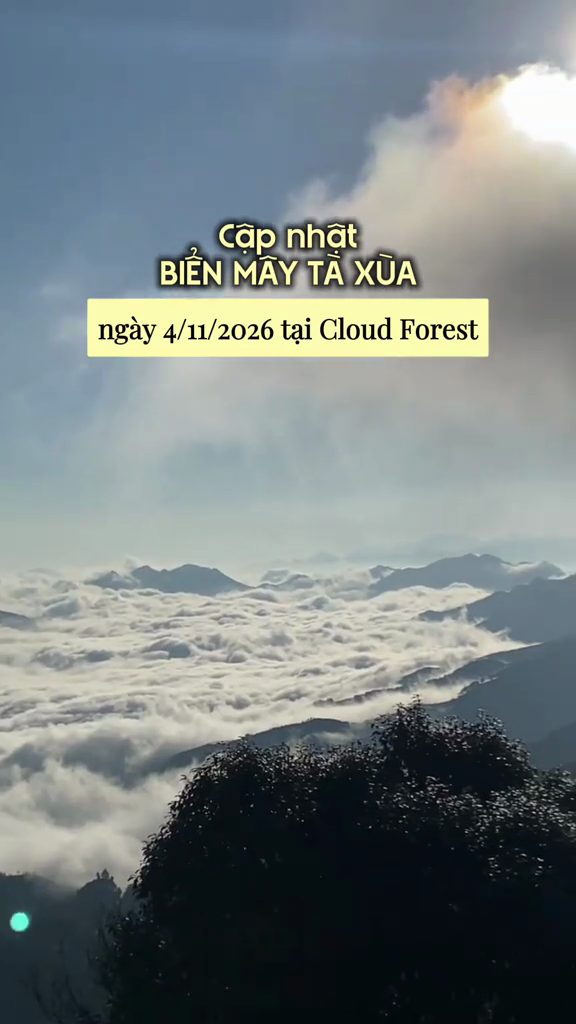 Cập nhật
BIỂN MÂY TÀ XÙA
ngày 4/11/2026 tại Cloud Forest